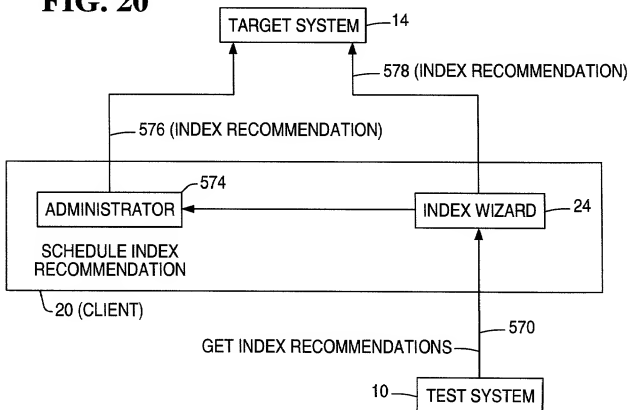 FIG. 20
TARGET SYSTEM
14
578 (INDEX RECOMMENDATION)
576 (INDEX RECOMMENDATION)
574
ADMINISTRATOR
INDEX WIZARD
24
SCHEDULE INDEX
RECOMMENDATION
20 (CLIENT)
570
GET INDEX RECOMMENDATIONS
10
TEST SYSTEM